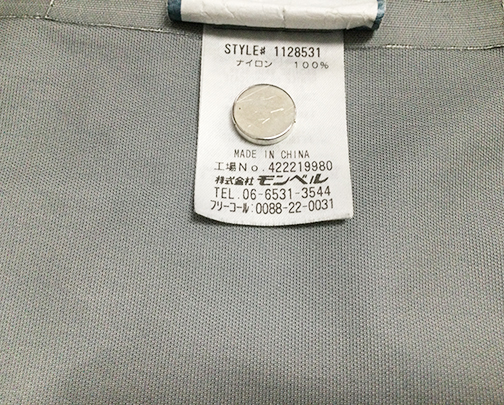 STYLE# 1128531
ナイロン 100%
MADE IN CHINA
工場No.422219980
株式会社 モンベル
TEL.06-6531-3544
フリーコール:0088-22-0031